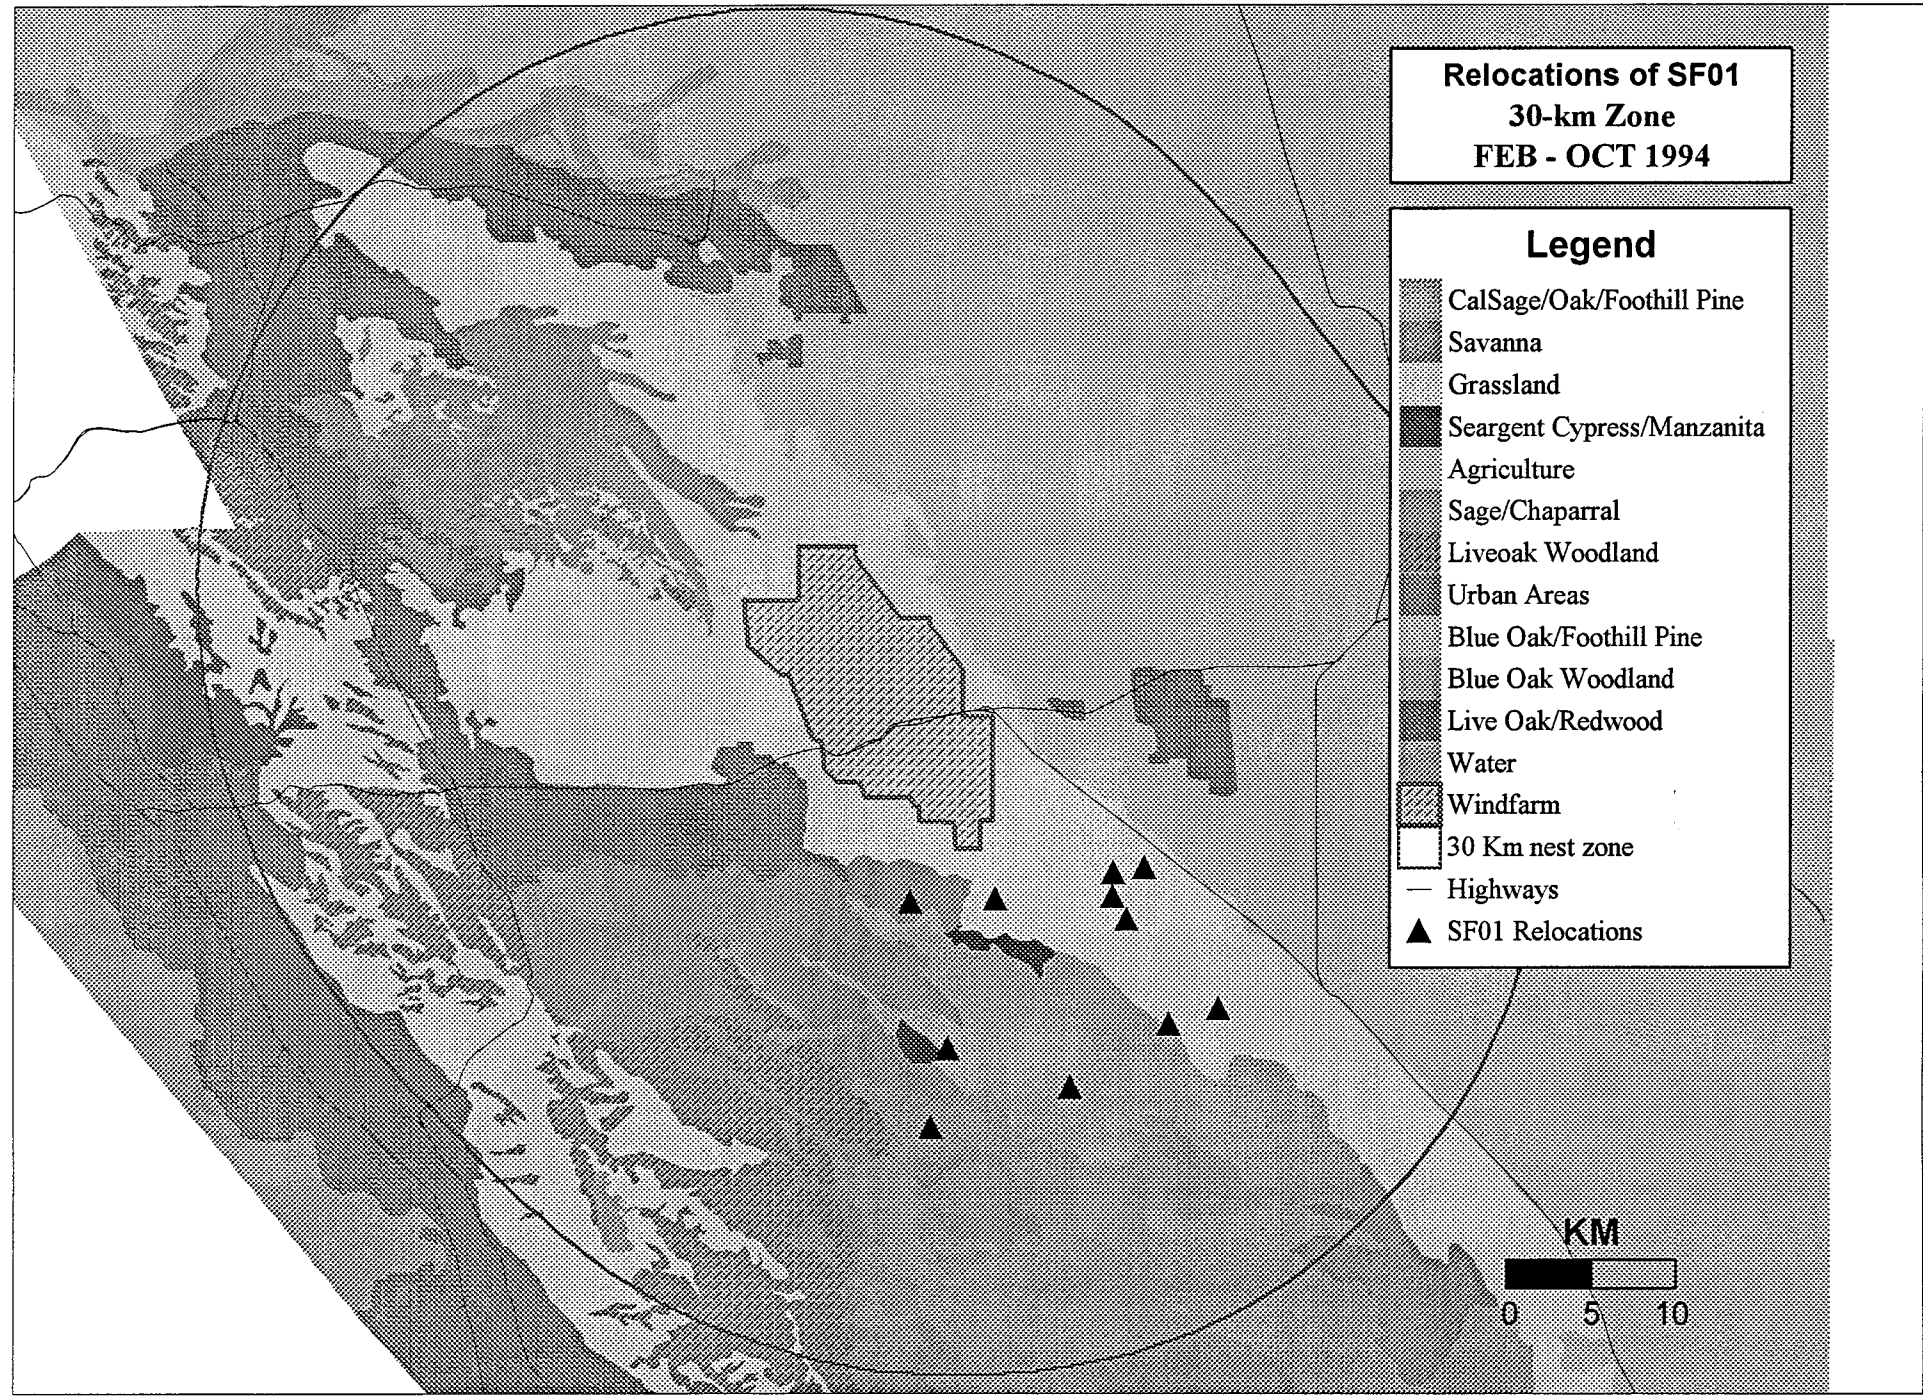 Relocations of SF01
30-km Zone
FEB - OCT 1994
Legend
CalSage/Oak/Foothill Pine
Savanna
Grassland
Seargent Cypress/Manzanita
Agriculture
Sage/Chaparral
Liveoak Woodland
Urban Areas
Blue Oak/Foothill Pine
Blue Oak Woodland
Live Oak/Redwood
Water
Windfarm
30 Km nest zone
Highways
SF01 Relocations
KM
0 5 10